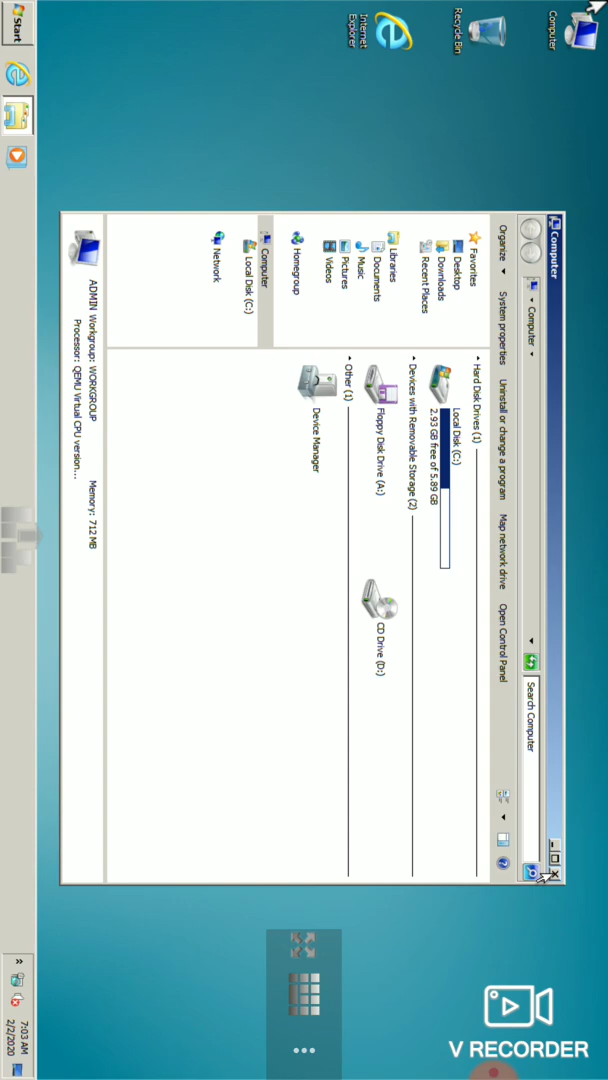 Computer
Recycle Bin
Internet
Explorer
Computer
Computer
Search Computer
Organize
System properties
Uninstall or change a program
Map network drive
Open Control Panel
Favorites
Desktop
Downloads
Recent Places
Libraries
Documents
Music
Pictures
Videos
Homegroup
Computer
Local Disk (C:)
Network
Hard Disk Drives (1)
Local Disk (C:)
2.93 GB free of 5.89 GB
Devices with Removable Storage (2)
Floppy Disk Drive (A:)
CD Drive (D:)
Other (1)
Device Manager
ADMIN Workgroup: WORKGROUP
Memory: 712 MB
Processor: QEMU Virtual CPU version...
Start
7:03 AM
2/2/2020
V RECORDER